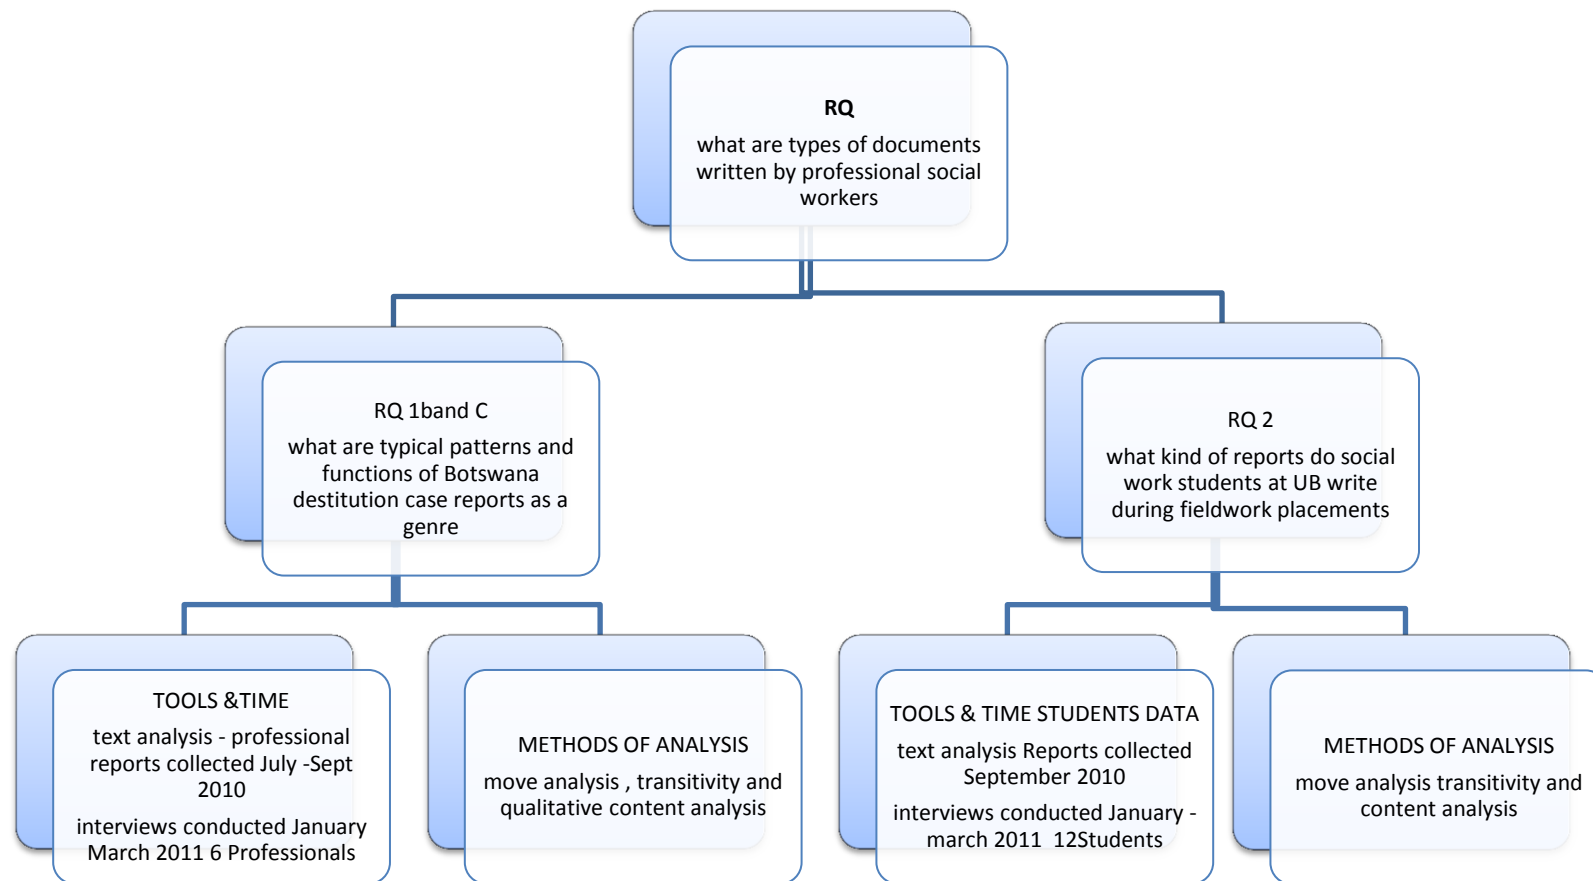 RQ
what are types of documents
written by professional social
workers
RQ 1band C
what are typical patterns and
functions of Botswana
destitution case reports as a
genre
RQ 2
what kind of reports do social
work students at UB write
during fieldwork placements
TOOLS &TIME
text analysis - professional
reports collected July -Sept
2010
interviews conducted January
March 2011 6 Professionals
METHODS OF ANALYSIS
move analysis , transitivity and
qualitative content analysis
TOOLS & TIME STUDENTS DATA
text analysis Reports collected
September 2010
interviews conducted January -
march 2011  12Students
METHODS OF ANALYSIS
move analysis transitivity and
content analysis